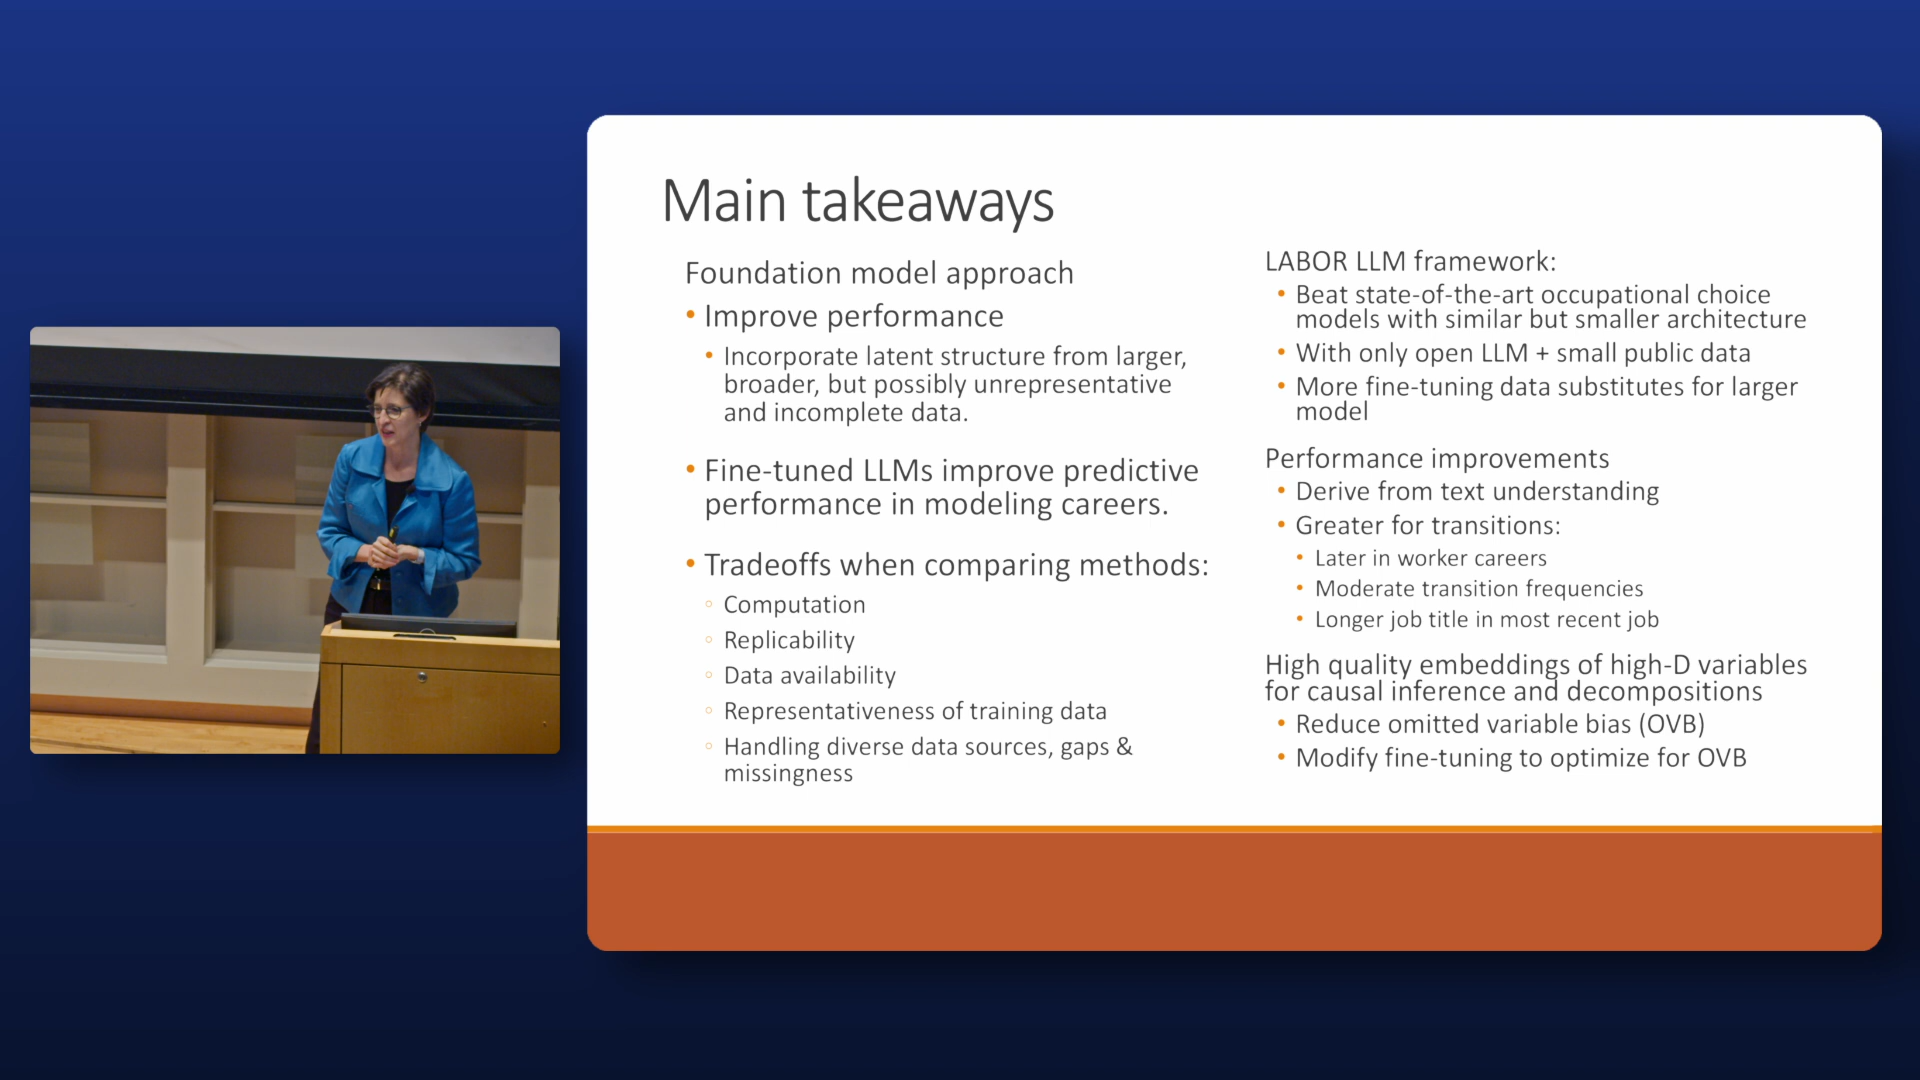 Main takeaways
Foundation model approach
• Improve performance
• Incorporate latent structure from larger,
broader, but possibly unrepresentative
and incomplete data.
• Fine-tuned LLMs improve predictive
performance in modeling careers.
• Tradeoffs when comparing methods:
◦ Computation
◦ Replicability
◦ Data availability
◦ Representativeness of training data
◦ Handling diverse data sources, gaps &
missingness
LABOR LLM framework:
• Beat state-of-the-art occupational choice
models with similar but smaller architecture
• With only open LLM + small public data
• More fine-tuning data substitutes for larger
model
Performance improvements
• Derive from text understanding
• Greater for transitions:
• Later in worker careers
• Moderate transition frequencies
• Longer job title in most recent job
High quality embeddings of high-D variables
for causal inference and decompositions
• Reduce omitted variable bias (OVB)
• Modify fine-tuning to optimize for OVB